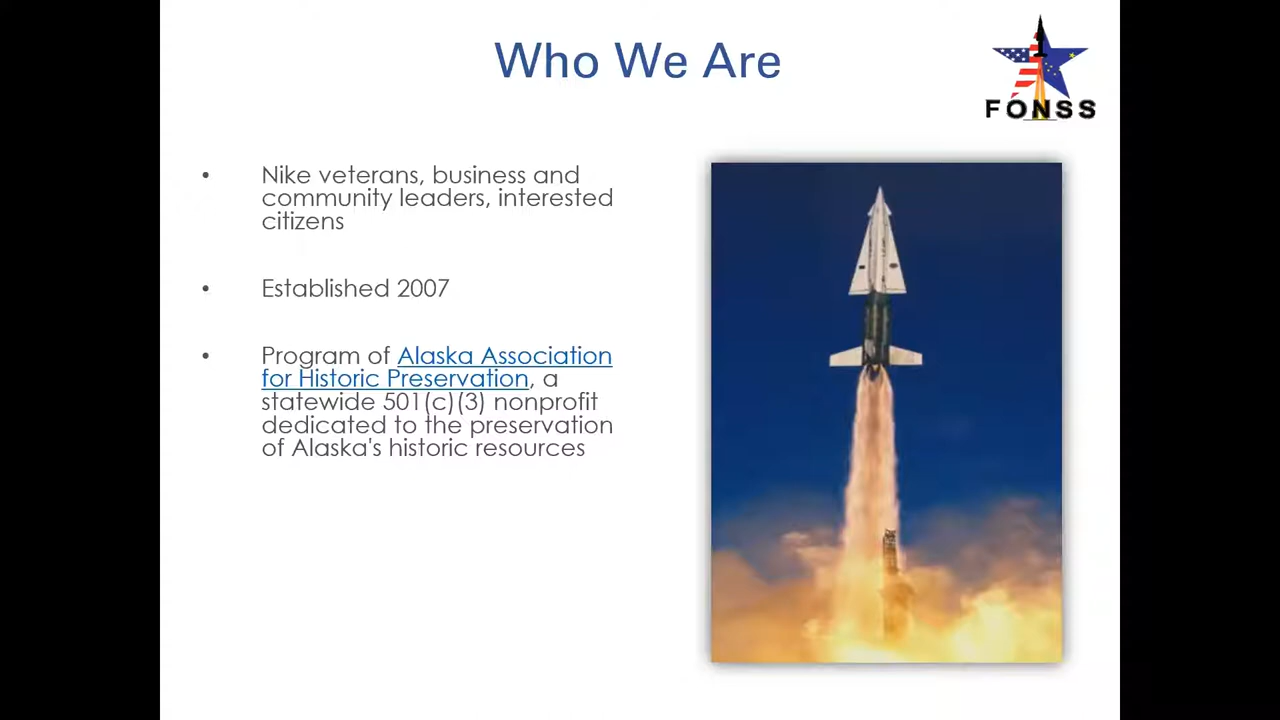 Who We Are
FONSS
• Nike veterans, business and
community leaders, interested
citizens
• Established 2007
• Program of Alaska Association
for Historic Preservation, a
statewide 501(c)(3) nonprofit
dedicated to the preservation
of Alaska's historic resources